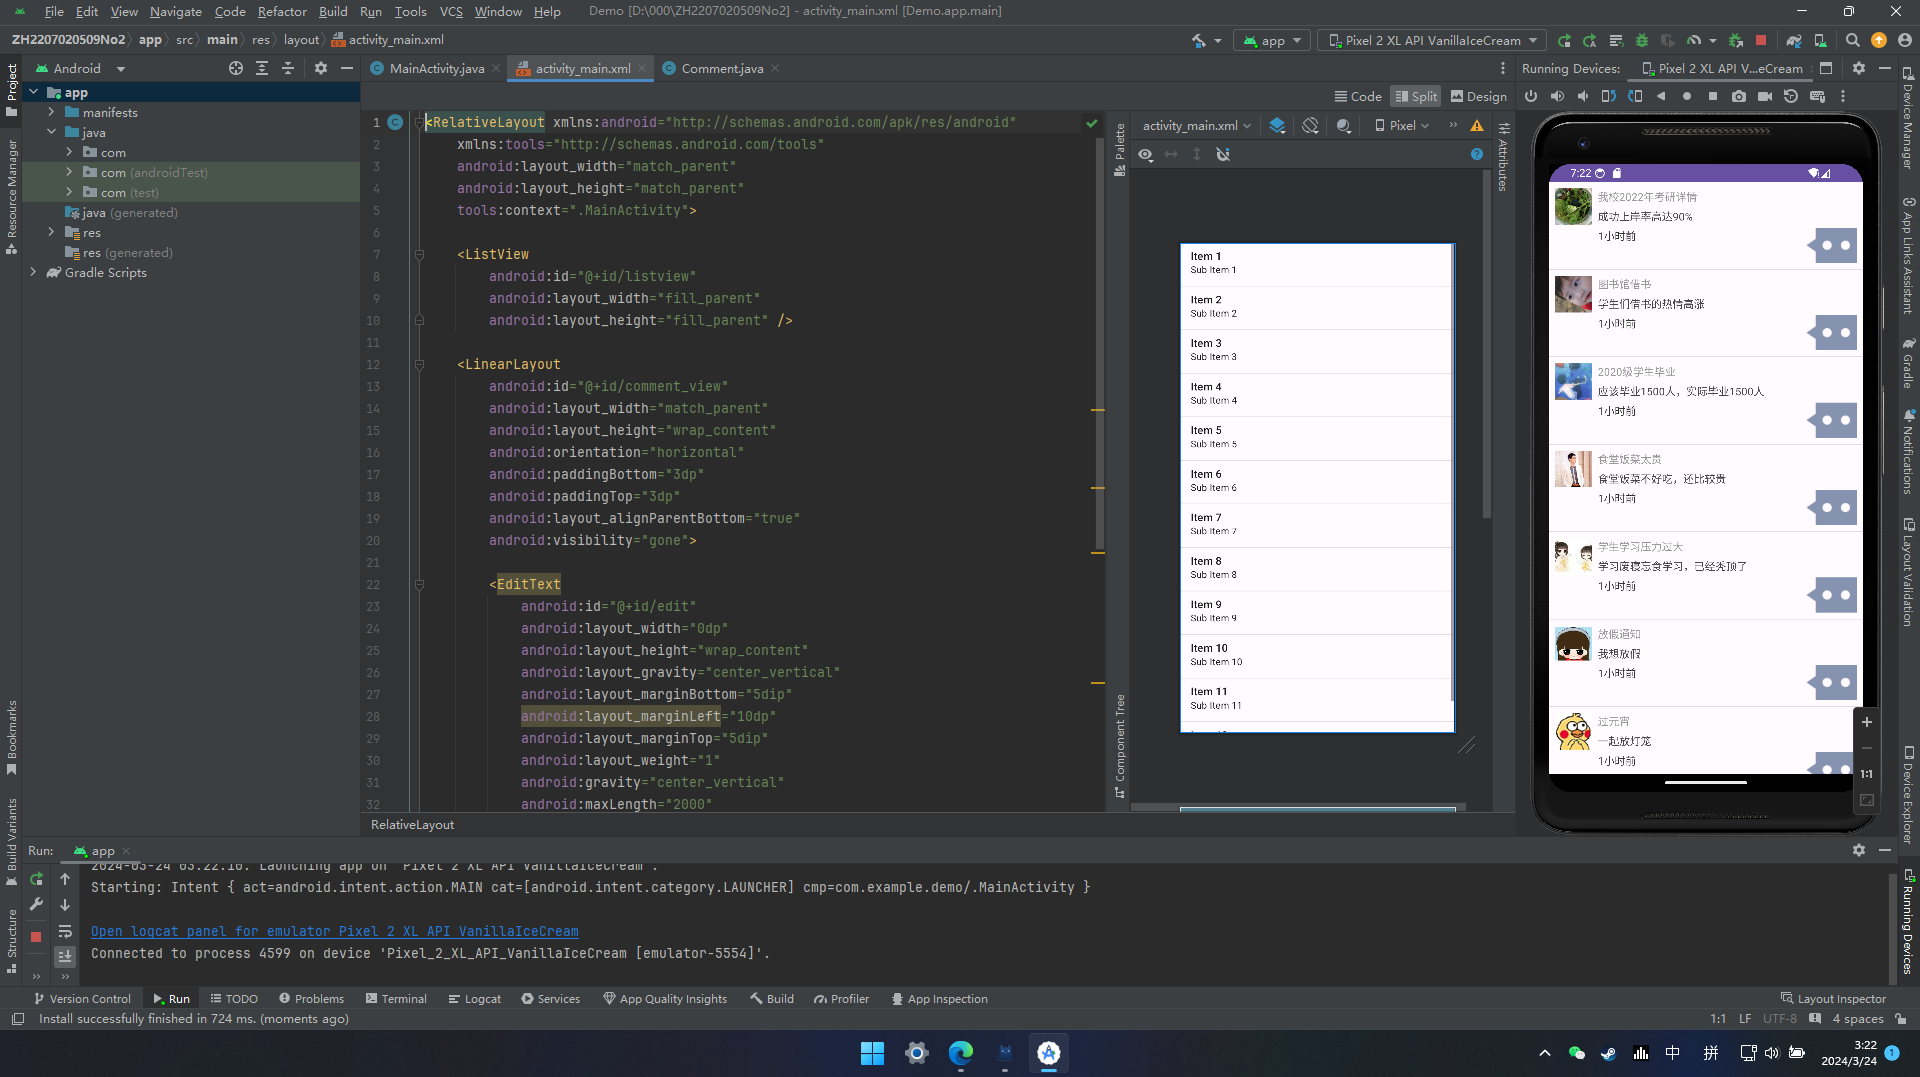 File Edit View Navigate Code Refactor Build Run Tools VCS Window Help Demo [D:\000\ZH2207020509No2] - activity_main.xml [Demo.app.main]
ZH2207020509No2 app src main res layout activity_main.xml
app Pixel 2 XL API VanillaIceCream
Project
Android
MainActivity.java activity_main.xml Comment.java
Running Devices: Pixel 2 XL API V...eCream
Device Manager
Code Split Design
app
manifests
java
com
com (androidTest)
com (test)
java (generated)
res
res (generated)
Gradle Scripts
Resource Manager
Bookmarks
Build Variants
Structure
1 <RelativeLayout xmlns:android="http://schemas.android.com/apk/res/android"
2 xmlns:tools="http://schemas.android.com/tools"
3 android:layout_width="match_parent"
4 android:layout_height="match_parent"
5 tools:context=".MainActivity">
6
7 <ListView
8 android:id="@+id/listview"
9 android:layout_width="fill_parent"
10 android:layout_height="fill_parent" />
11
12 <LinearLayout
13 android:id="@+id/comment_view"
14 android:layout_width="match_parent"
15 android:layout_height="wrap_content"
16 android:orientation="horizontal"
17 android:paddingBottom="3dp"
18 android:paddingTop="3dp"
19 android:layout_alignParentBottom="true"
20 android:visibility="gone">
21
22 <EditText
23 android:id="@+id/edit"
24 android:layout_width="0dp"
25 android:layout_height="wrap_content"
26 android:layout_gravity="center_vertical"
27 android:layout_marginBottom="5dip"
28 android:layout_marginLeft="10dp"
29 android:layout_marginTop="5dip"
30 android:layout_weight="1"
31 android:gravity="center_vertical"
32 android:maxLength="2000"
RelativeLayout
Palette
Component Tree
activity_main.xml Pixel
Attributes
Item 1
Sub Item 1
Item 2
Sub Item 2
Item 3
Sub Item 3
Item 4
Sub Item 4
Item 5
Sub Item 5
Item 6
Sub Item 6
Item 7
Sub Item 7
Item 8
Sub Item 8
Item 9
Sub Item 9
Item 10
Sub Item 10
Item 11
Sub Item 11
7:22
我校2022年考研详情
成功上岸率高达90%
1小时前
图书馆借书
学生们借书的热情高涨
1小时前
2020级学生毕业
应该毕业1500人，实际毕业1500人
1小时前
食堂饭菜太贵
食堂饭菜不好吃，还比较贵
1小时前
学生学习压力过大
学习废寝忘食学习，已经秃顶了
1小时前
放假通知
我想放假
1小时前
过元宵
一起放灯笼
1小时前
1:1
App Links Assistant
Gradle
Notifications
Layout Validation
Device Explorer
Running Devices
Run: app
2024-03-24 03:22:10: Launching app on 'Pixel 2 XL API VanillaIceCream'.
Starting: Intent { act=android.intent.action.MAIN cat=[android.intent.category.LAUNCHER] cmp=com.example.demo/.MainActivity }
Open logcat panel for emulator Pixel 2 XL API VanillaIceCream
Connected to process 4599 on device 'Pixel_2_XL_API_VanillaIceCream [emulator-5554]'.
Version Control Run TODO Problems Terminal Logcat Services App Quality Insights Build Profiler App Inspection Layout Inspector
Install successfully finished in 724 ms. (moments ago) 1:1 LF UTF-8 4 spaces
中 拼 3:22
2024/3/24 1